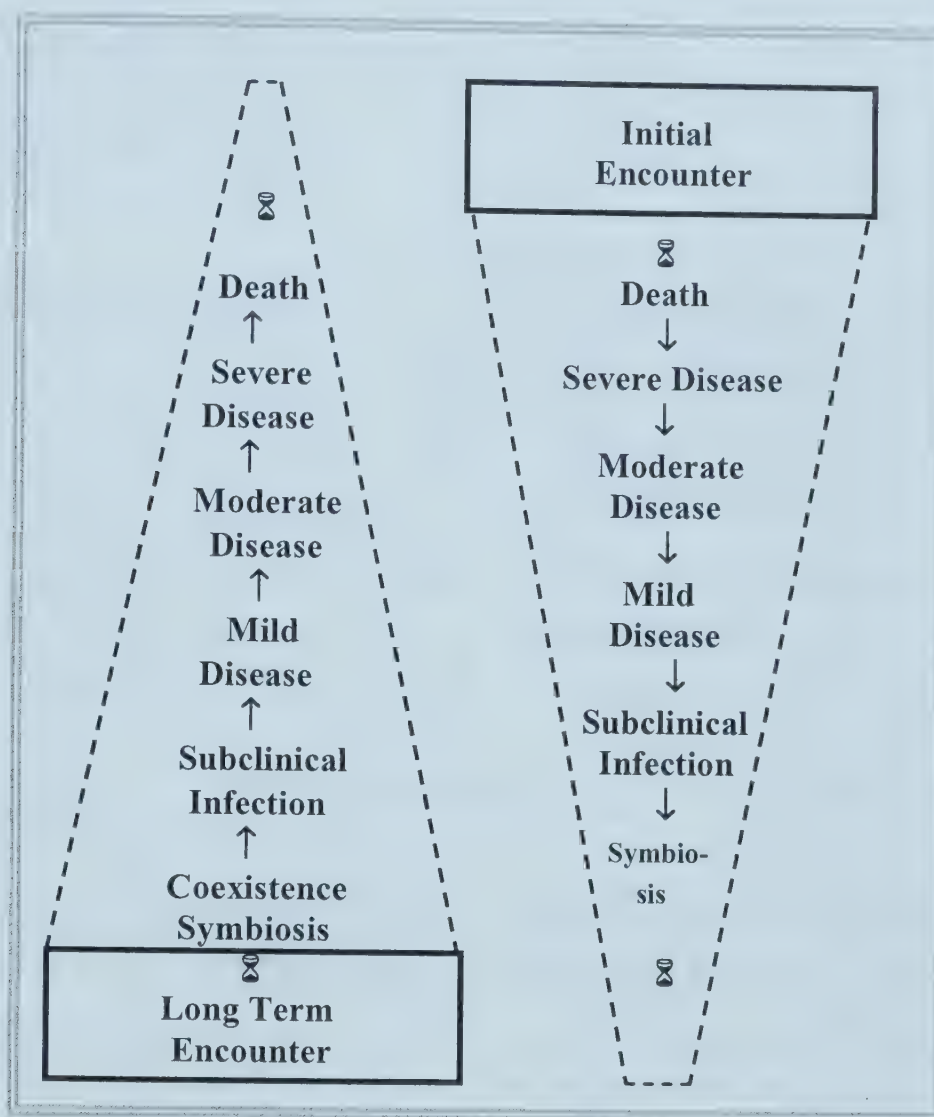 Death
↑
Severe
Disease
↑
Moderate
Disease
↑
Mild
Disease
↑
Subclinical
Infection
↑
Coexistence
Symbiosis
Long Term
Encounter
Initial
Encounter
Death
↓
Severe Disease
↓
Moderate
Disease
↓
Mild
Disease
↓
Subclinical
Infection
↓
Symbio-
sis